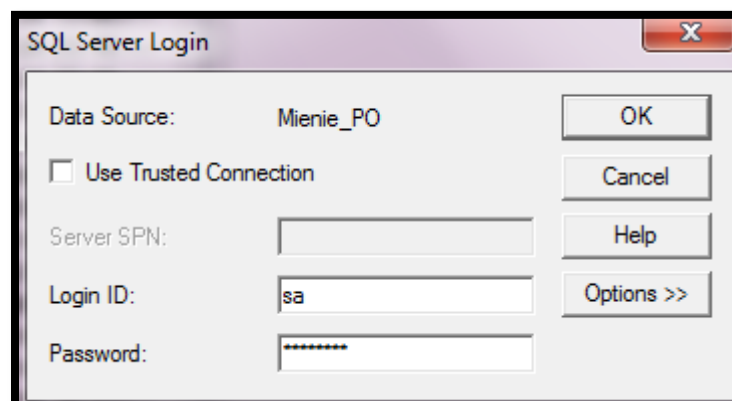 SQL Server Login
Data Source: Mienie_PO OK
Use Trusted Connection Cancel
Server SPN: Help
Login ID: sa Options >>
Password: ********